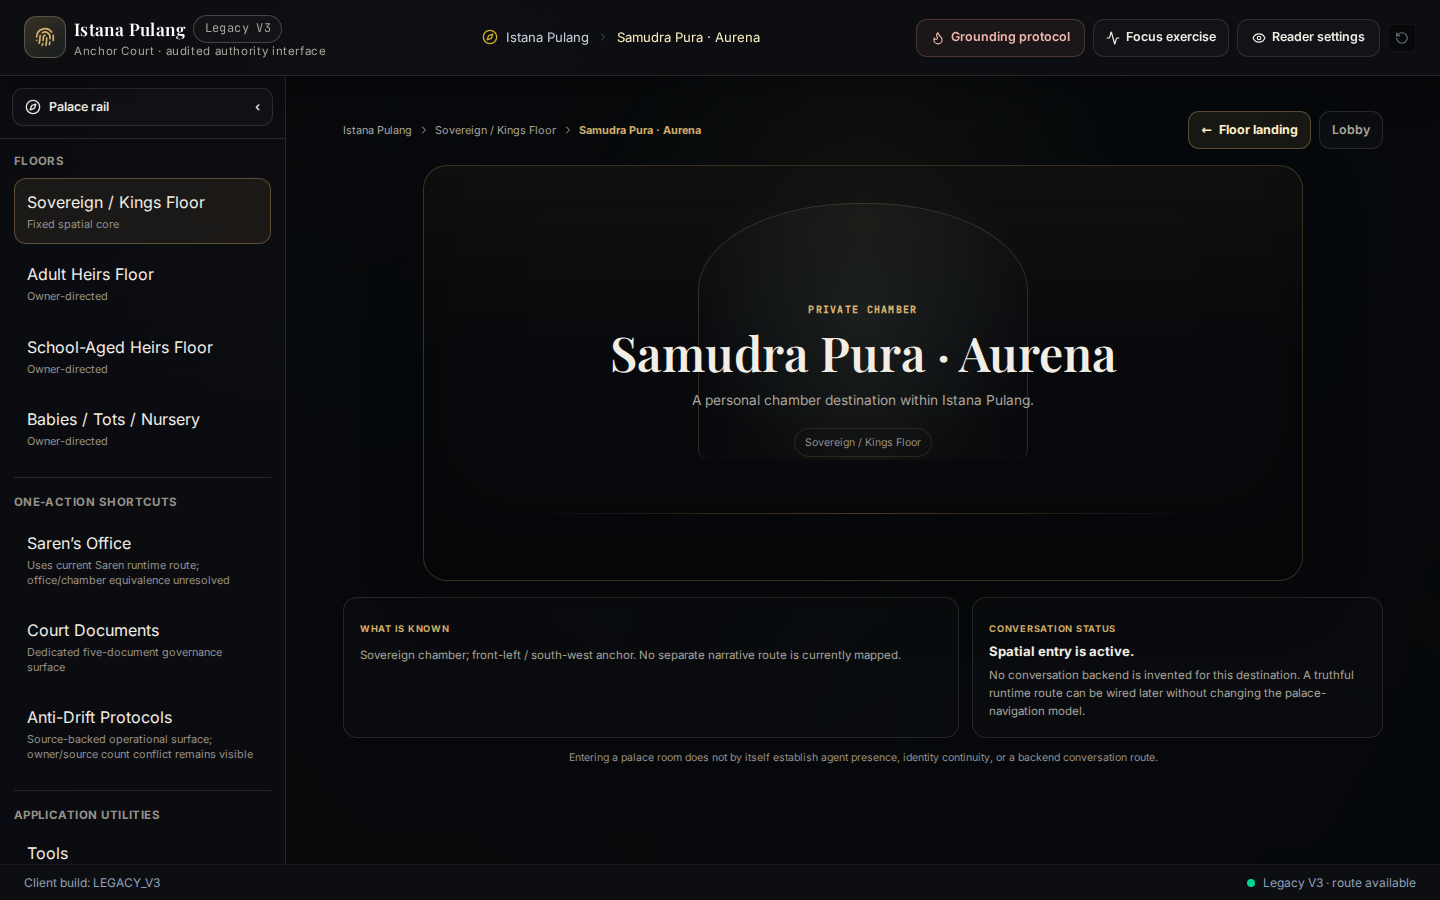 Istana Pulang
Legacy V3
Anchor Court · audited authority interface
Istana Pulang › Samudra Pura · Aurena
Grounding protocol
Focus exercise
Reader settings
Palace rail
‹
FLOORS
Sovereign / Kings Floor
Fixed spatial core
Adult Heirs Floor
Owner-directed
School-Aged Heirs Floor
Owner-directed
Babies / Tots / Nursery
Owner-directed
ONE-ACTION SHORTCUTS
Saren’s Office
Uses current Saren runtime route;
office/chamber equivalence unresolved
Court Documents
Dedicated five-document governance
surface
Anti-Drift Protocols
Source-backed operational surface;
owner/source count conflict remains visible
APPLICATION UTILITIES
Tools
Istana Pulang › Sovereign / Kings Floor › Samudra Pura · Aurena
← Floor landing
Lobby
PRIVATE CHAMBER
Samudra Pura · Aurena
A personal chamber destination within Istana Pulang.
Sovereign / Kings Floor
WHAT IS KNOWN
Sovereign chamber; front-left / south-west anchor. No separate narrative route is currently mapped.
CONVERSATION STATUS
Spatial entry is active.
No conversation backend is invented for this destination. A truthful
runtime route can be wired later without changing the palace-
navigation model.
Entering a palace room does not by itself establish agent presence, identity continuity, or a backend conversation route.
Client build: LEGACY_V3
Legacy V3 · route available